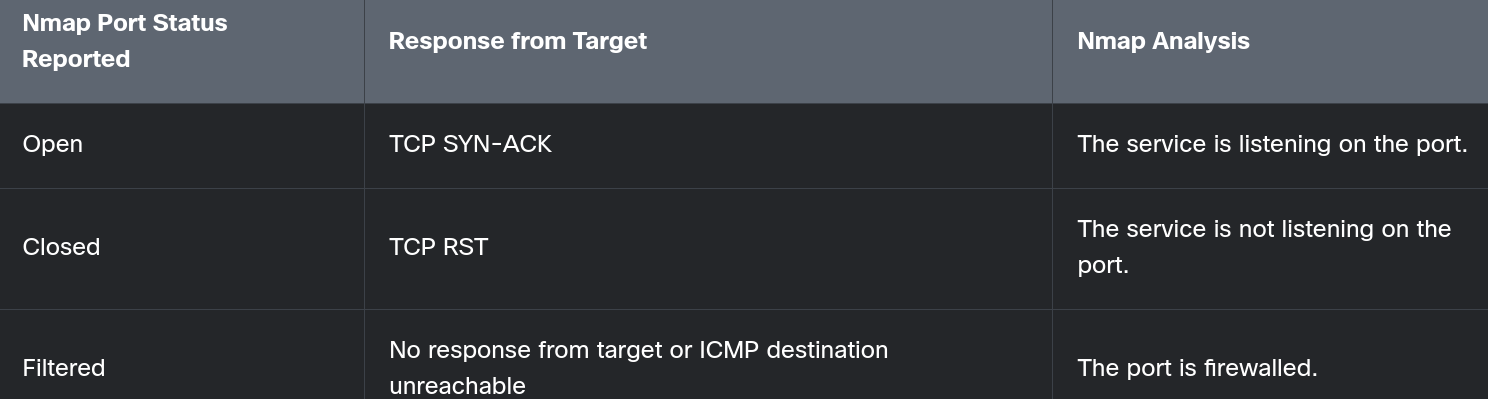 Nmap Port Status
Reported
Response from Target
Nmap Analysis
Open
TCP SYN-ACK
The service is listening on the port.
Closed
TCP RST
The service is not listening on the
port.
Filtered
No response from target or ICMP destination
unreachable
The port is firewalled.